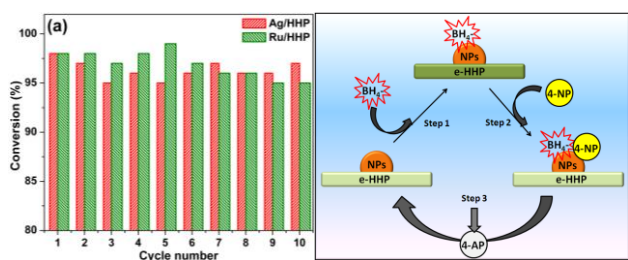 (a)
Ag/HHP
Ru/HHP
Conversion (%)
100
95
90
85
80
1 2 3 4 5 6 7 8 9 10
Cycle number
BH₄-
NPs
e-HHP
BH₄-
4-NP
Step 1
Step 2
BH₄-
4-NP
NPs
e-HHP
NPs
e-HHP
Step 3
4-AP